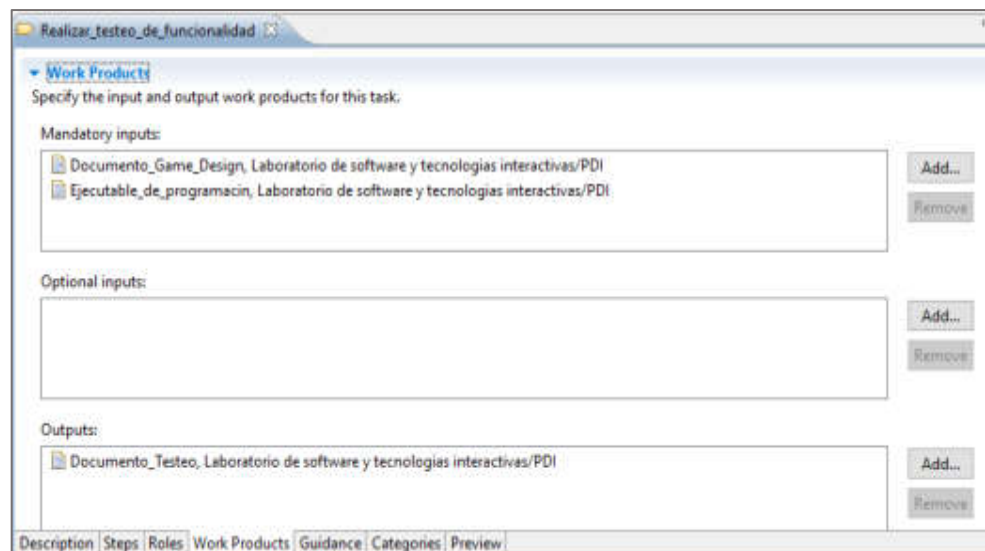 Realizar_testeo_de_funcionalidad
Work Products
Specify the input and output work products for this task.
Mandatory inputs:
Documento_Game_Design, Laboratorio de software y tecnologias interactivas/PDI
Add...
Ejecutable_de_programacin, Laboratorio de software y tecnologias interactivas/PDI
Remove
Optional inputs:
Add...
Remove
Outputs:
Documento_Testeo, Laboratorio de software y tecnologias interactivas/PDI
Add...
Remove
Description Steps Roles Work Products Guidance Categories Preview